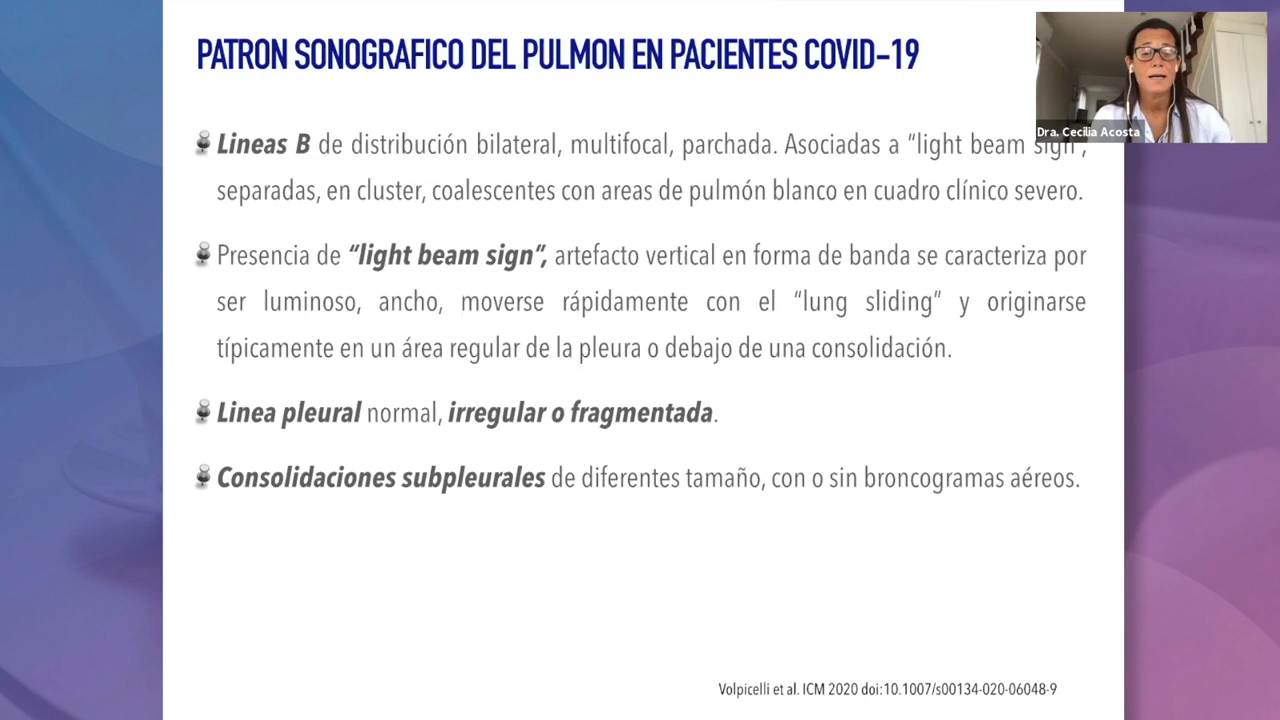 PATRON SONOGRAFICO DEL PULMON EN PACIENTES COVID-19
Dra. Cecilia Acosta
Lineas B de distribución bilateral, multifocal, parchada. Asociadas a “light beam sign”,
separadas, en cluster, coalescentes con areas de pulmón blanco en cuadro clínico severo.
Presencia de “light beam sign”, artefacto vertical en forma de banda se caracteriza por
ser luminoso, ancho, moverse rápidamente con el “lung sliding” y originarse
típicamente en un área regular de la pleura o debajo de una consolidación.
Linea pleural normal, irregular o fragmentada.
Consolidaciones subpleurales de diferentes tamaño, con o sin broncogramas aéreos.
Volpicelli et al. ICM 2020 doi:10.1007/s00134-020-06048-9